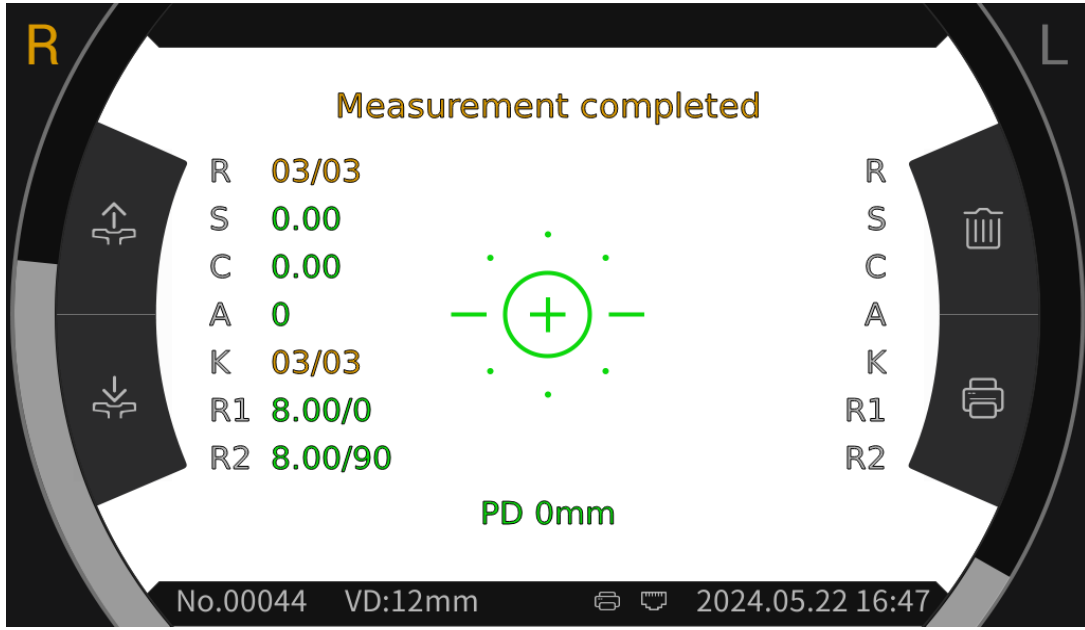 R L
Measurement completed
R 03/03 R
S 0.00 S
C 0.00 C
A 0 A
K 03/03 K
R1 8.00/0 R1
R2 8.00/90 R2
PD 0mm
No.00044 VD:12mm 2024.05.22 16:47